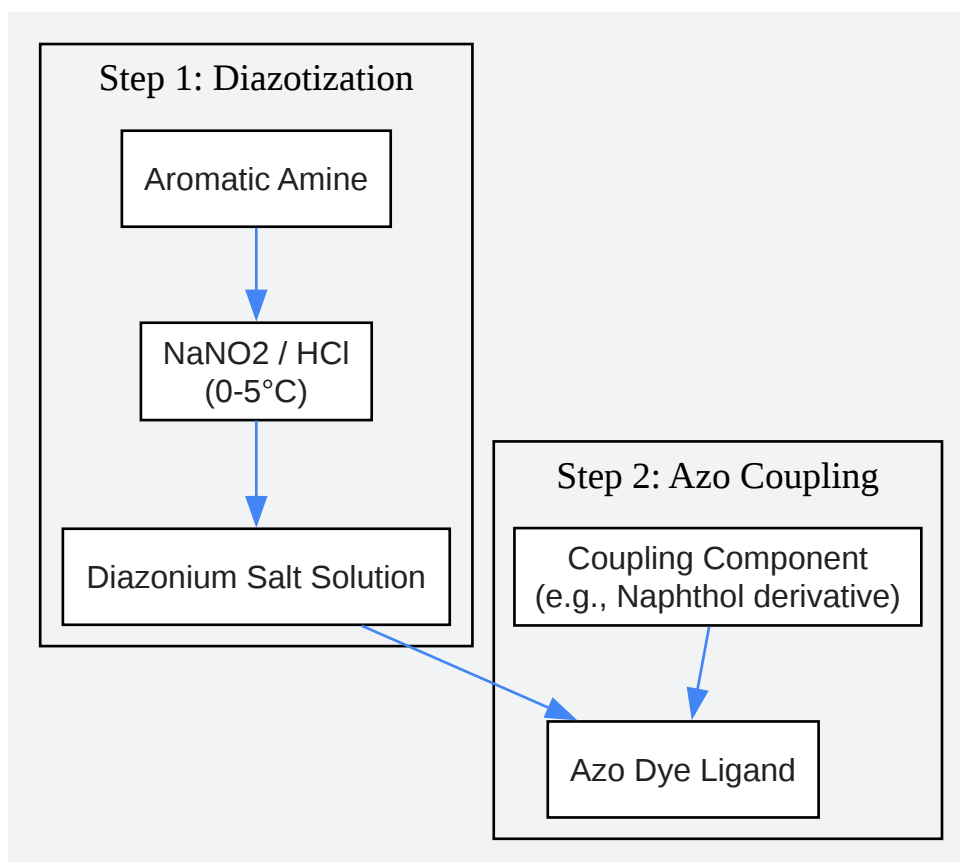 Step 1: Diazotization
Aromatic Amine
NaNO2 / HCl
(0-5°C)
Diazonium Salt Solution
Step 2: Azo Coupling
Coupling Component
(e.g., Naphthol derivative)
Azo Dye Ligand